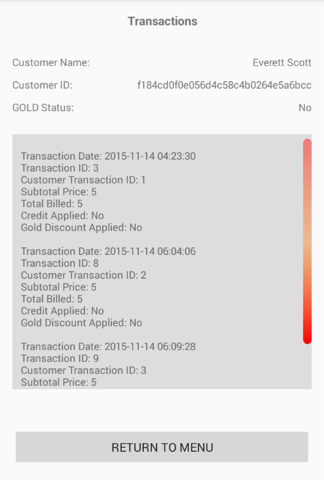 Transactions
Customer Name: Everett Scott
Customer ID: f184cd0f0e056d4c58c4b0264e5a6bcc
GOLD Status: No
Transaction Date: 2015-11-14 04:23:30
Transaction ID: 3
Customer Transaction ID: 1
Subtotal Price: 5
Total Billed: 5
Credit Applied: No
Gold Discount Applied: No
Transaction Date: 2015-11-14 06:04:06
Transaction ID: 8
Customer Transaction ID: 2
Subtotal Price: 5
Total Billed: 5
Credit Applied: No
Gold Discount Applied: No
Transaction Date: 2015-11-14 06:09:28
Transaction ID: 9
Customer Transaction ID: 3
Subtotal Price: 5
RETURN TO MENU